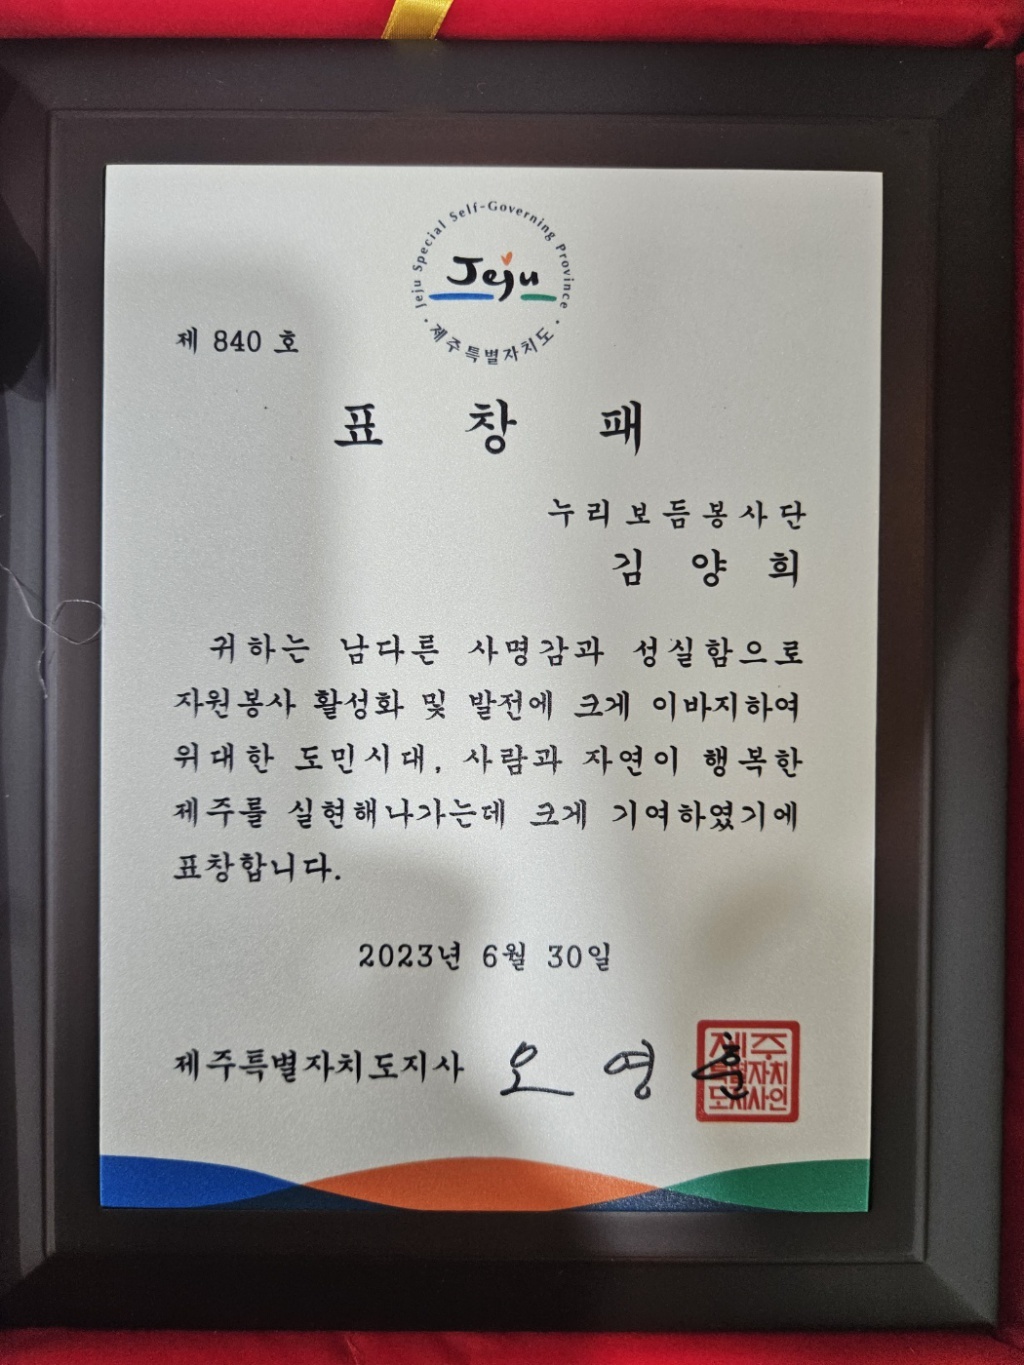 Jeju Special Self-Governing Province
Jeju
· 제주특별자치도 ·
제 840 호
표 창 패
누리보듬봉사단
김 양 희
귀하는 남다른 사명감과 성실함으로
자원봉사 활성화 및 발전에 크게 이바지하여
위대한 도민시대, 사람과 자연이 행복한
제주를 실현해나가는데 크게 기여하였기에
표창합니다.
2023년 6월 30일
제주특별자치도지사 오 영 훈
제주
특별자치
도지사인